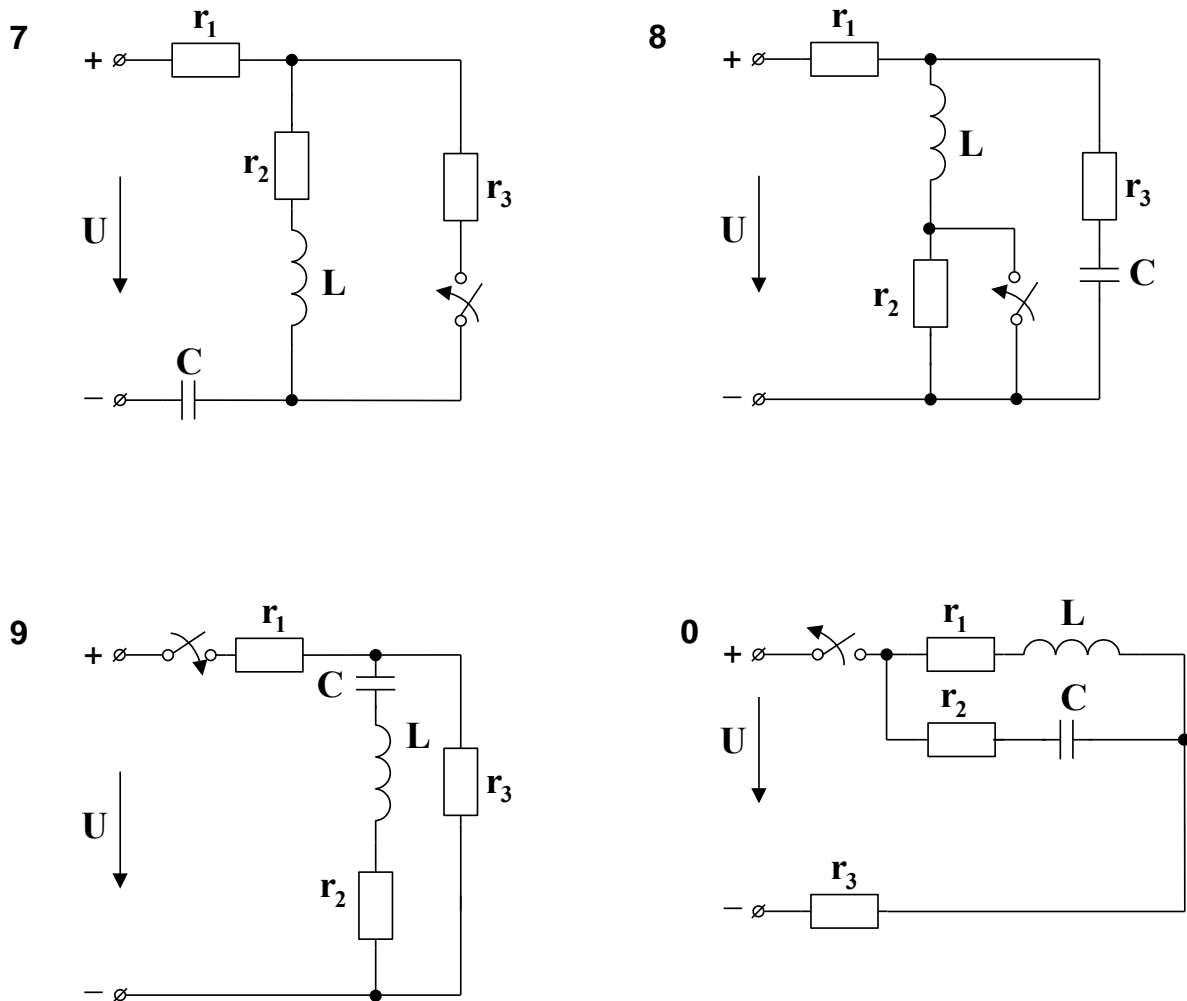 7
r₁
+
r₂
r₃
U
L
C
–
8
r₁
+
L
r₃
U
r₂
C
–
9
r₁
+
C
L
r₃
U
r₂
–
0
r₁
L
+
r₂
C
U
r₃
–